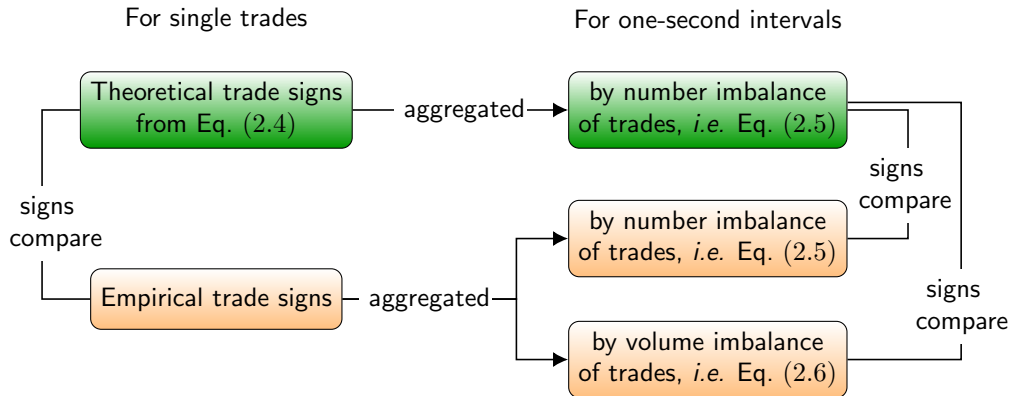 For single trades
For one-second intervals
Theoretical trade signs
from Eq. (2.4)
aggregated
by number imbalance
of trades, i.e. Eq. (2.5)
signs
compare
signs
compare
by number imbalance
of trades, i.e. Eq. (2.5)
Empirical trade signs
aggregated
signs
compare
by volume imbalance
of trades, i.e. Eq. (2.6)